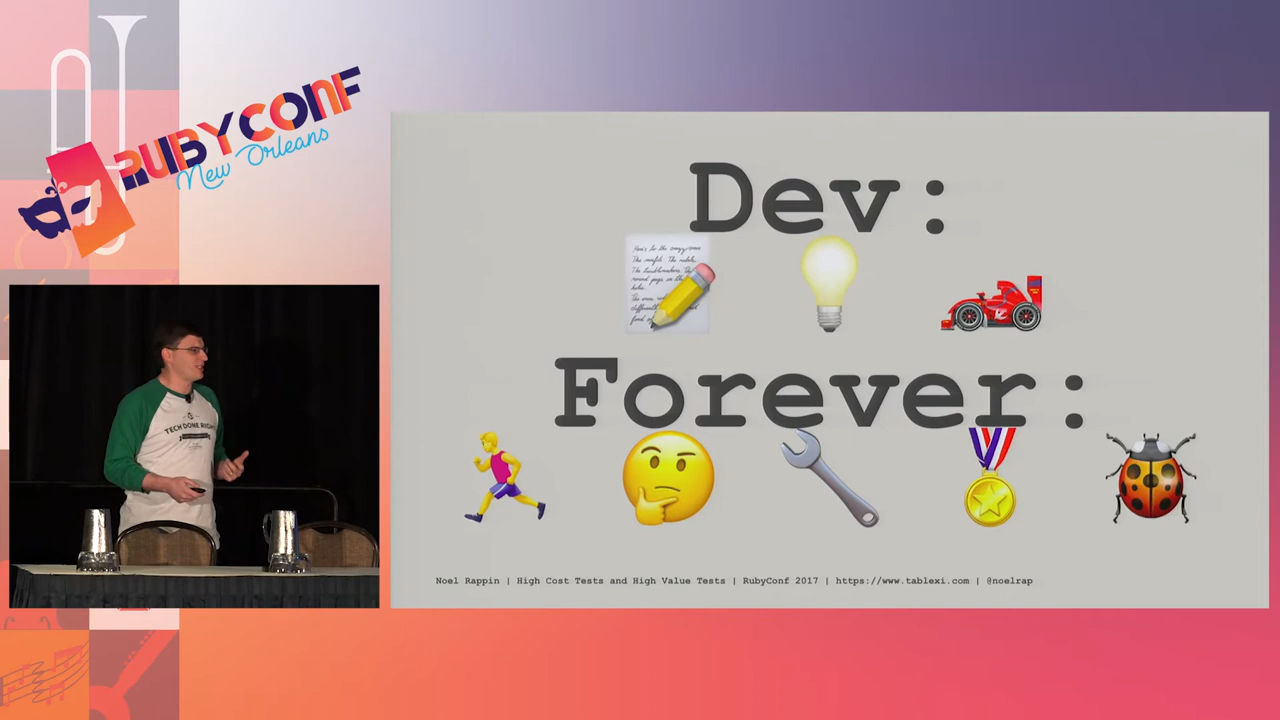 RUBYCONF
New Orleans
TECH DONE RIGHT
Dev:
Forever:
Noel Rappin | High Cost Tests and High Value Tests | RubyConf 2017 | https://www.tablexi.com | @noelrap